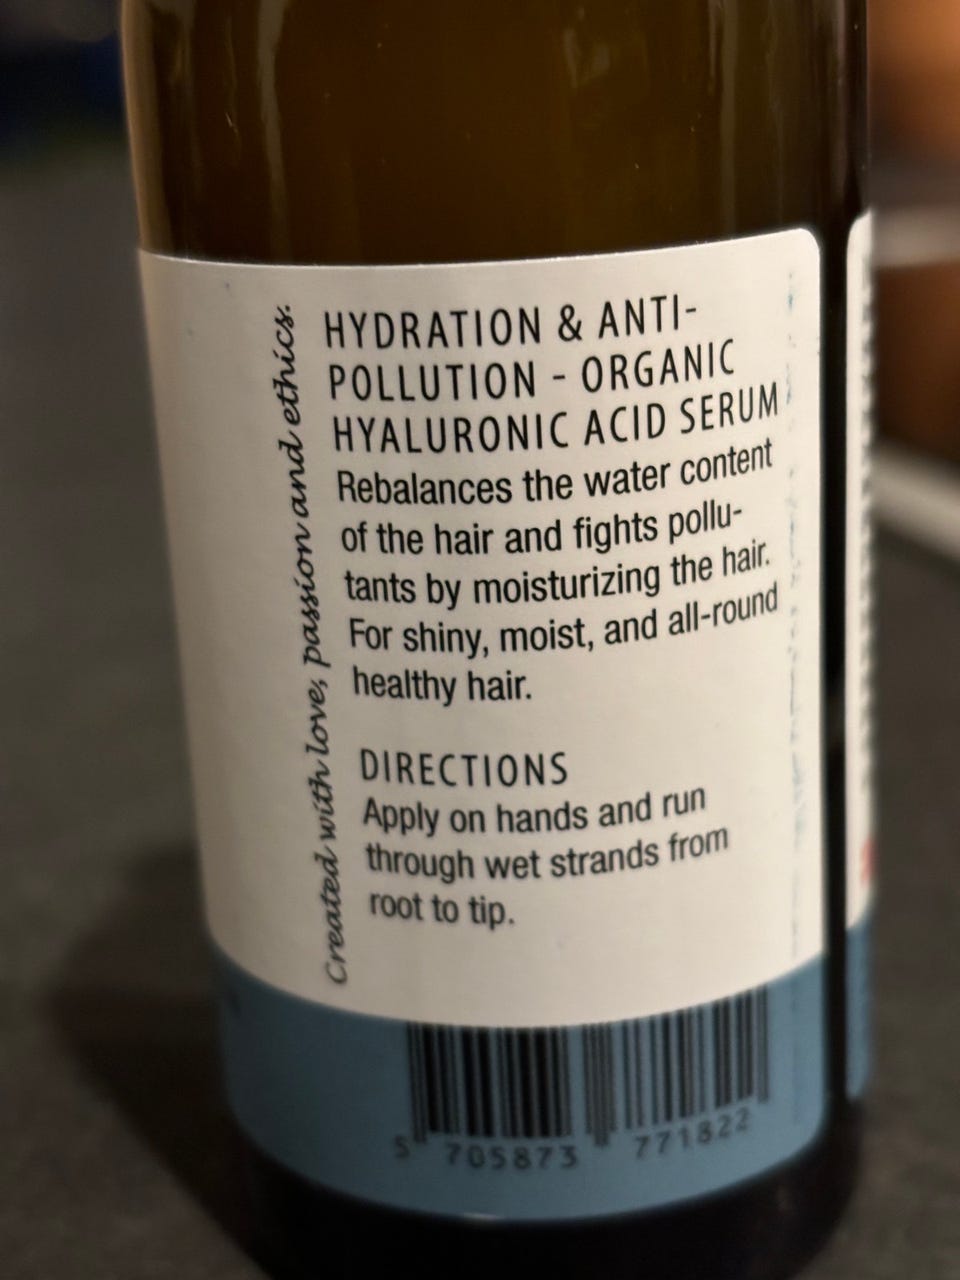 Created with love, passion and ethics.
HYDRATION & ANTI-
POLLUTION - ORGANIC
HYALURONIC ACID SERUM
Rebalances the water content
of the hair and fights pollu-
tants by moisturizing the hair.
For shiny, moist, and all-round
healthy hair.
DIRECTIONS
Apply on hands and run
through wet strands from
root to tip.
5 705873 771822